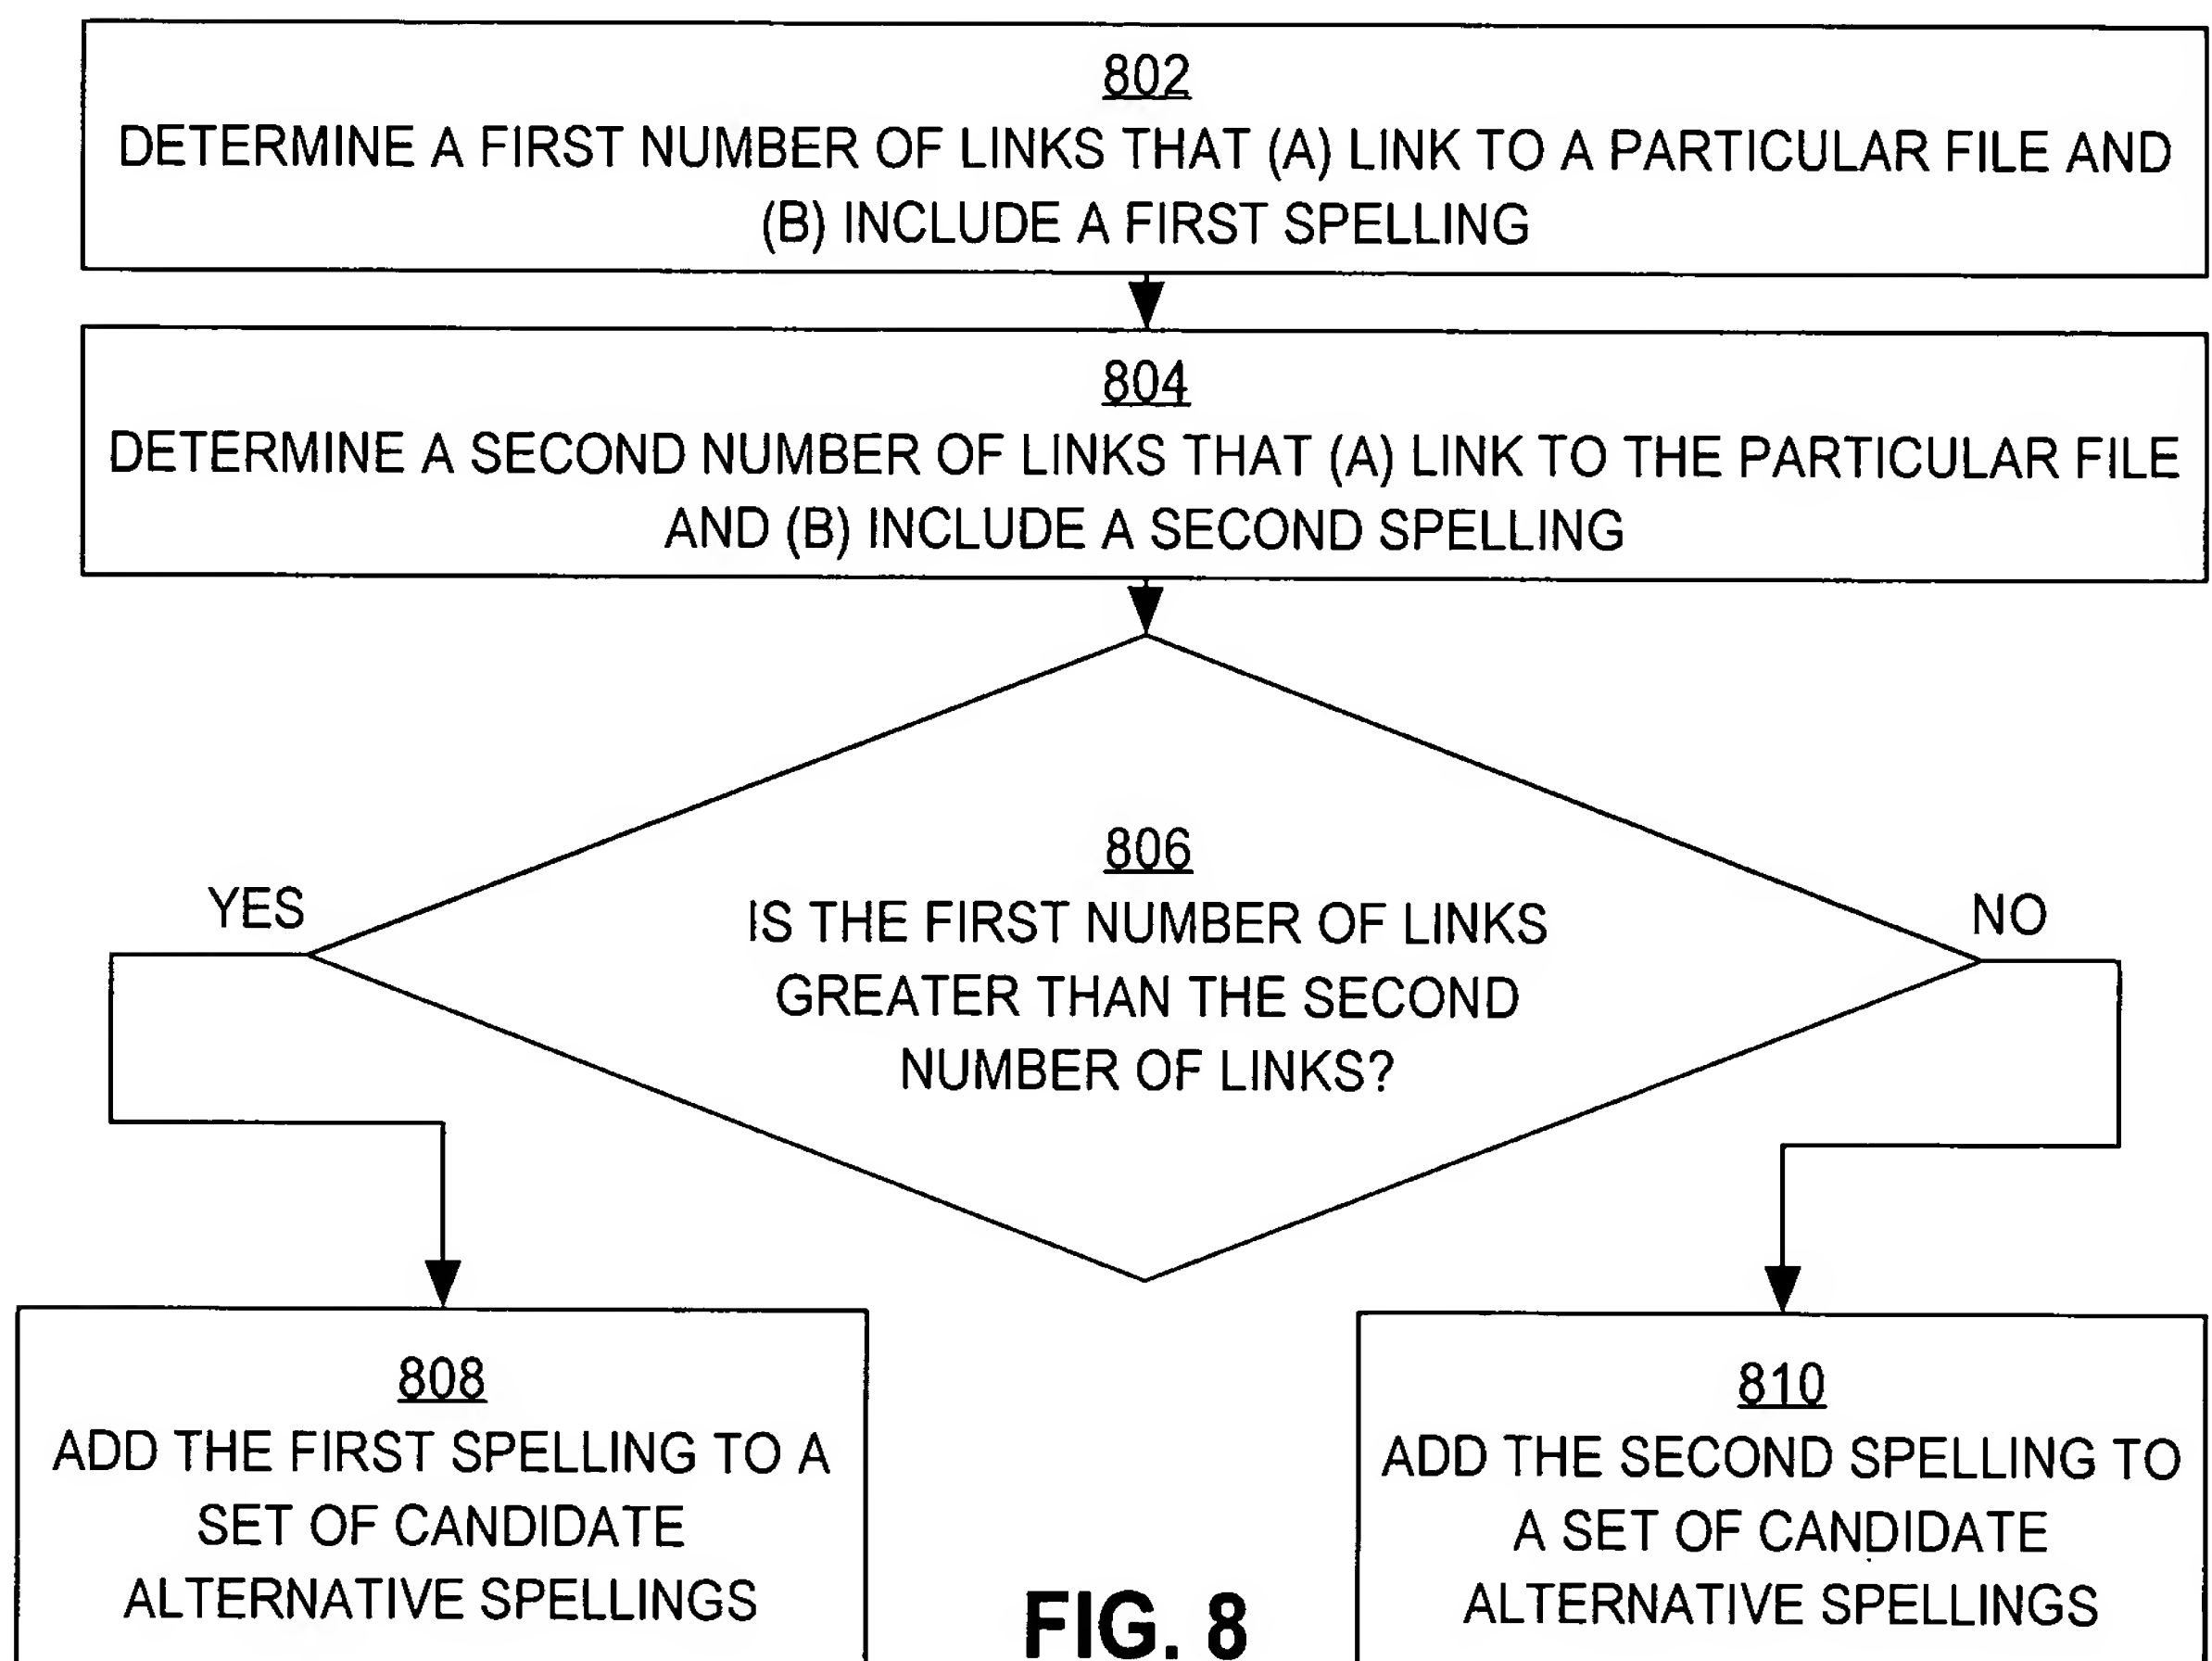 802
DETERMINE A FIRST NUMBER OF LINKS THAT (A) LINK TO A PARTICULAR FILE AND
(B) INCLUDE A FIRST SPELLING
804
DETERMINE A SECOND NUMBER OF LINKS THAT (A) LINK TO THE PARTICULAR FILE
AND (B) INCLUDE A SECOND SPELLING
806
IS THE FIRST NUMBER OF LINKS
GREATER THAN THE SECOND
NUMBER OF LINKS?
YES
NO
808
ADD THE FIRST SPELLING TO A
SET OF CANDIDATE
ALTERNATIVE SPELLINGS
810
ADD THE SECOND SPELLING TO
A SET OF CANDIDATE
ALTERNATIVE SPELLINGS
FIG. 8